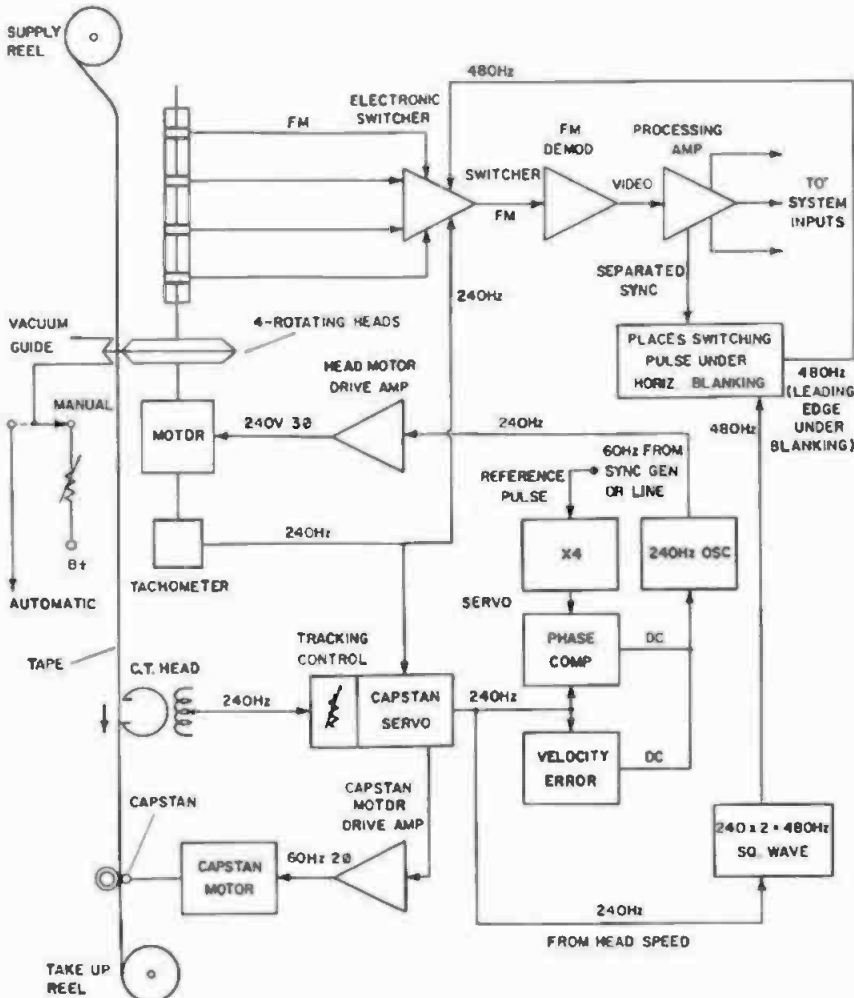 SUPPLY
REEL
480Hz
ELECTRONIC
SWITCHER
FM
FM
DEMOD
PROCESSING
AMP
SWITCHER
FM
VIDEO
TO
SYSTEM
INPUTS
SEPARATED
SYNC
240Hz
VACUUM
GUIDE
4-ROTATING HEADS
PLACES SWITCHING
PULSE UNDER
HORIZ BLANKING
480Hz
(LEADING
EDGE
UNDER
BLANKING)
HEAD MOTOR
DRIVE AMP
MANUAL
MOTOR
240V 3Ø
240Hz
480Hz
60Hz FROM
SYNC GEN
OR LINE
REFERENCE
PULSE
B+
240Hz
X4
240Hz OSC
TACHOMETER
AUTOMATIC
SERVO
TAPE
C.T. HEAD
TRACKING
CONTROL
PHASE
COMP
DC
240Hz
CAPSTAN
SERVO
240Hz
VELOCITY
ERROR
DC
CAPSTAN
CAPSTAN
MOTOR
DRIVE AMP
CAPSTAN
MOTOR
60Hz 2Ø
240 x 2 = 480Hz
SQ. WAVE
240Hz
FROM HEAD SPEED
TAKE UP
REEL